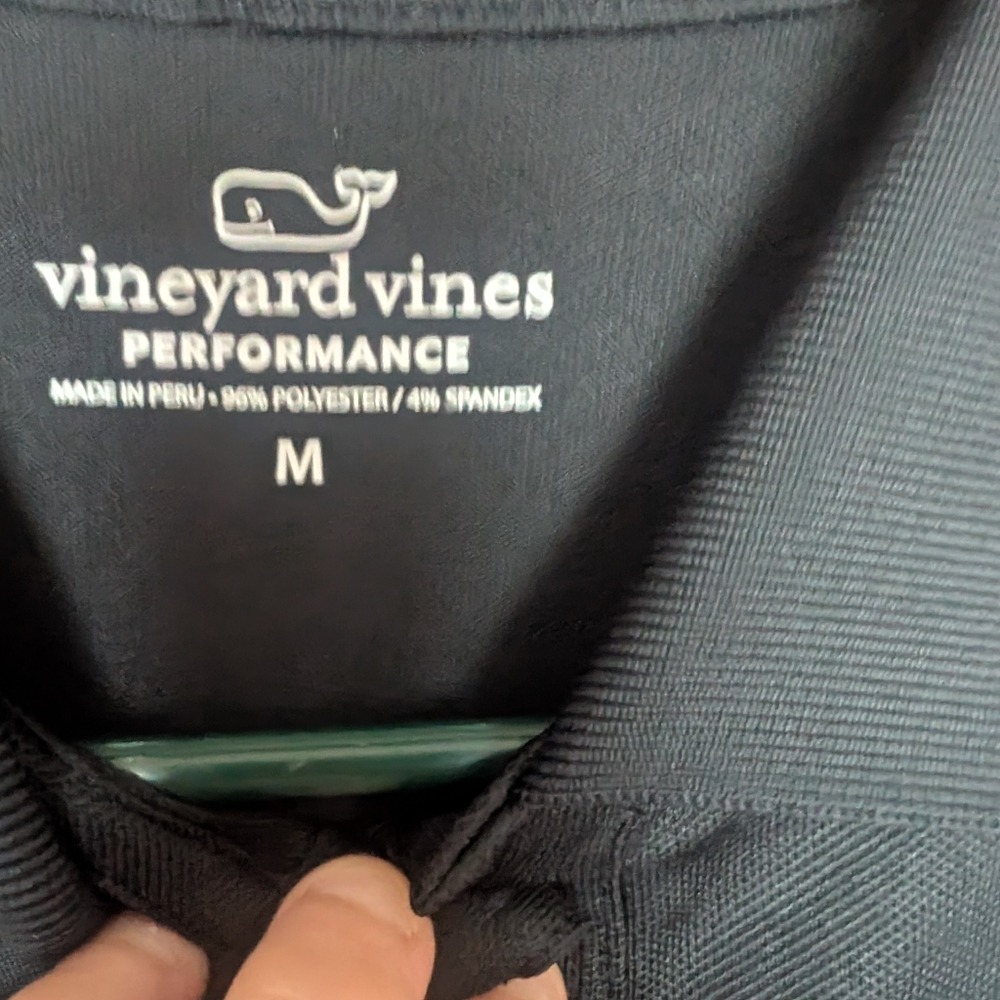 vineyard vines
PERFORMANCE
MADE IN PERU • 96% POLYESTER / 4% SPANDEX
M